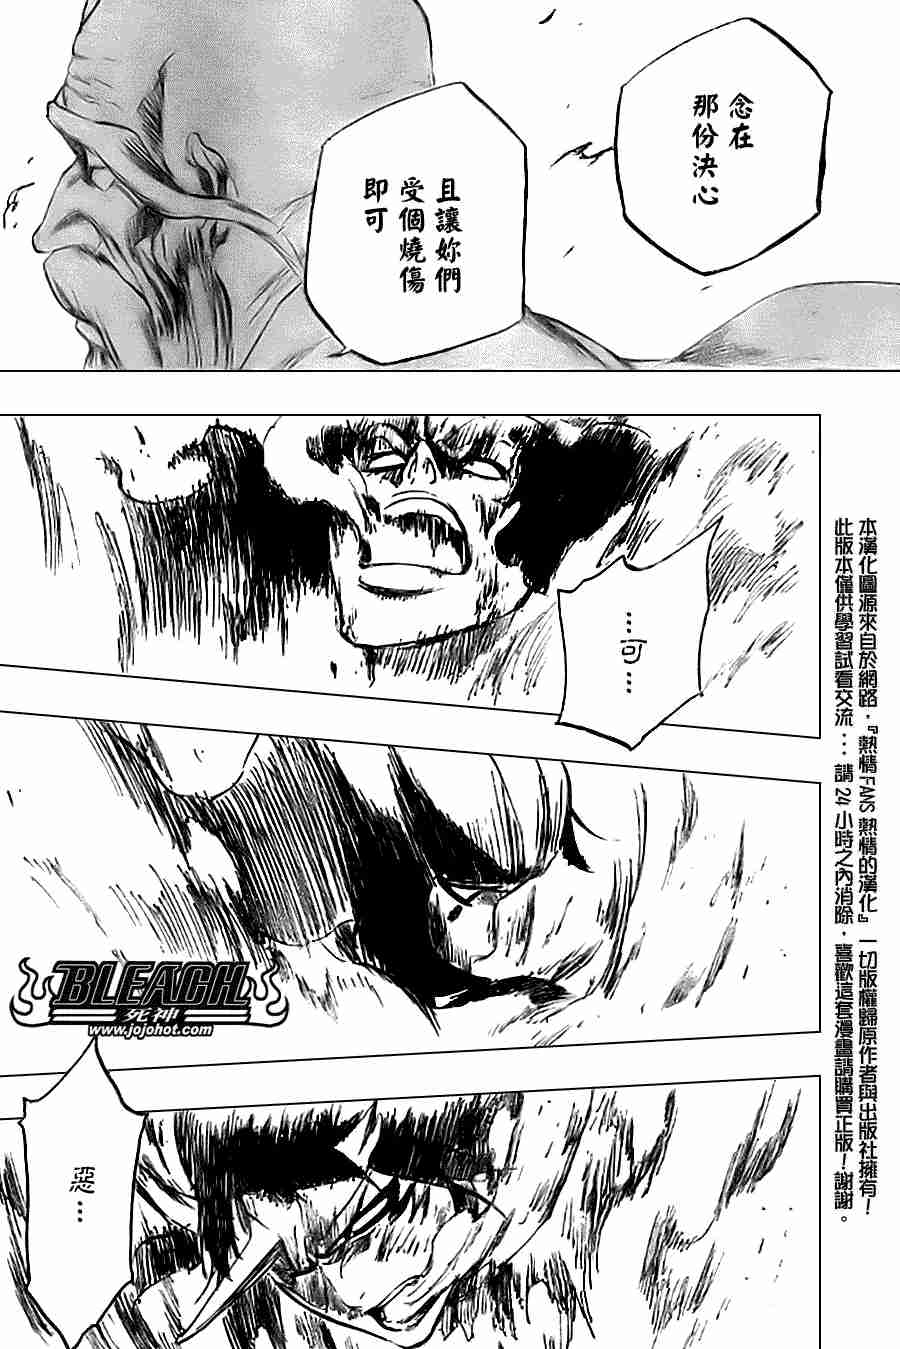 念在
那份決心
且讓妳們
受個燒傷
即可
…可…
惡…
BLEACH
死神
www.jojohot.com
本漢化圖源來自於網路，『熱情FANS熱情的漢化』一切版權歸原作者與出版社擁有！
此版本僅供學習試看交流…請24小時之內消除，喜歡這套漫畫請購買正版！謝謝。